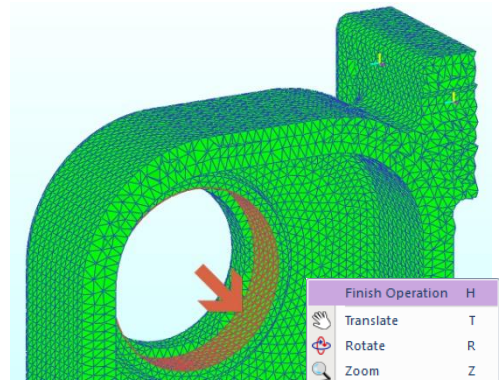 Finish Operation H
Translate T
Rotate R
Zoom Z